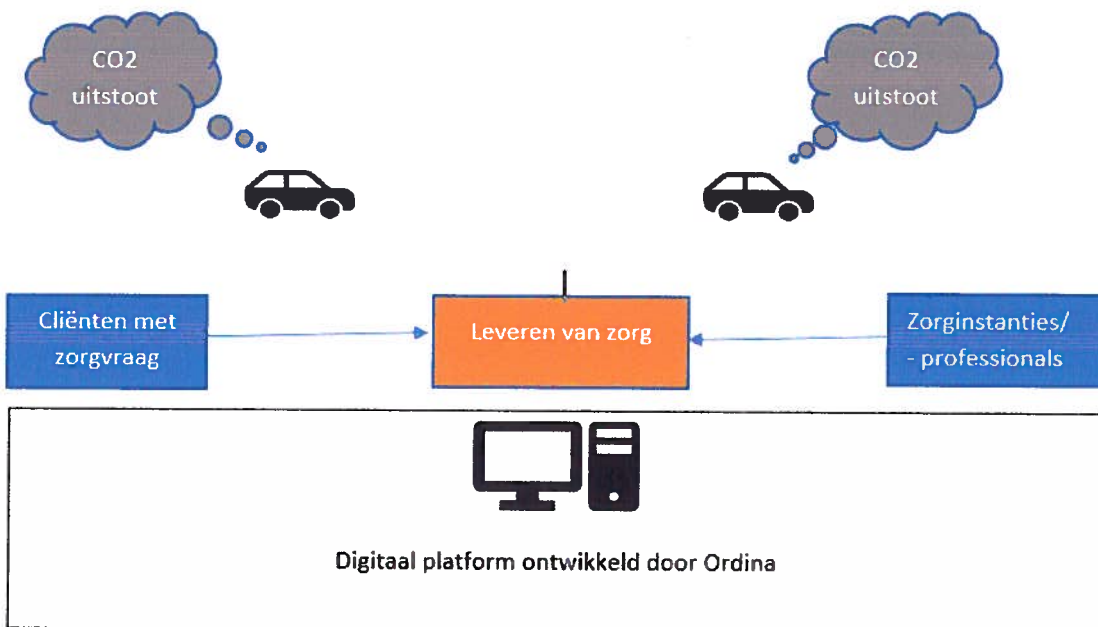 CO2
uitstoot
CO2
uitstoot
Cliënten met
zorgvraag
Leveren van zorg
Zorginstanties/
- professionals
Digitaal platform ontwikkeld door Ordina